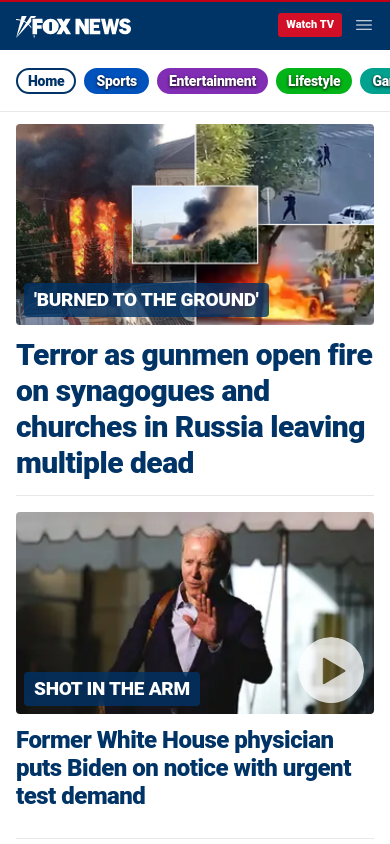 FOX NEWS
Watch TV
Home
Sports
Entertainment
Lifestyle
'BURNED TO THE GROUND'
Terror as gunmen open fire
on synagogues and
churches in Russia leaving
multiple dead
SHOT IN THE ARM
Former White House physician
puts Biden on notice with urgent
test demand